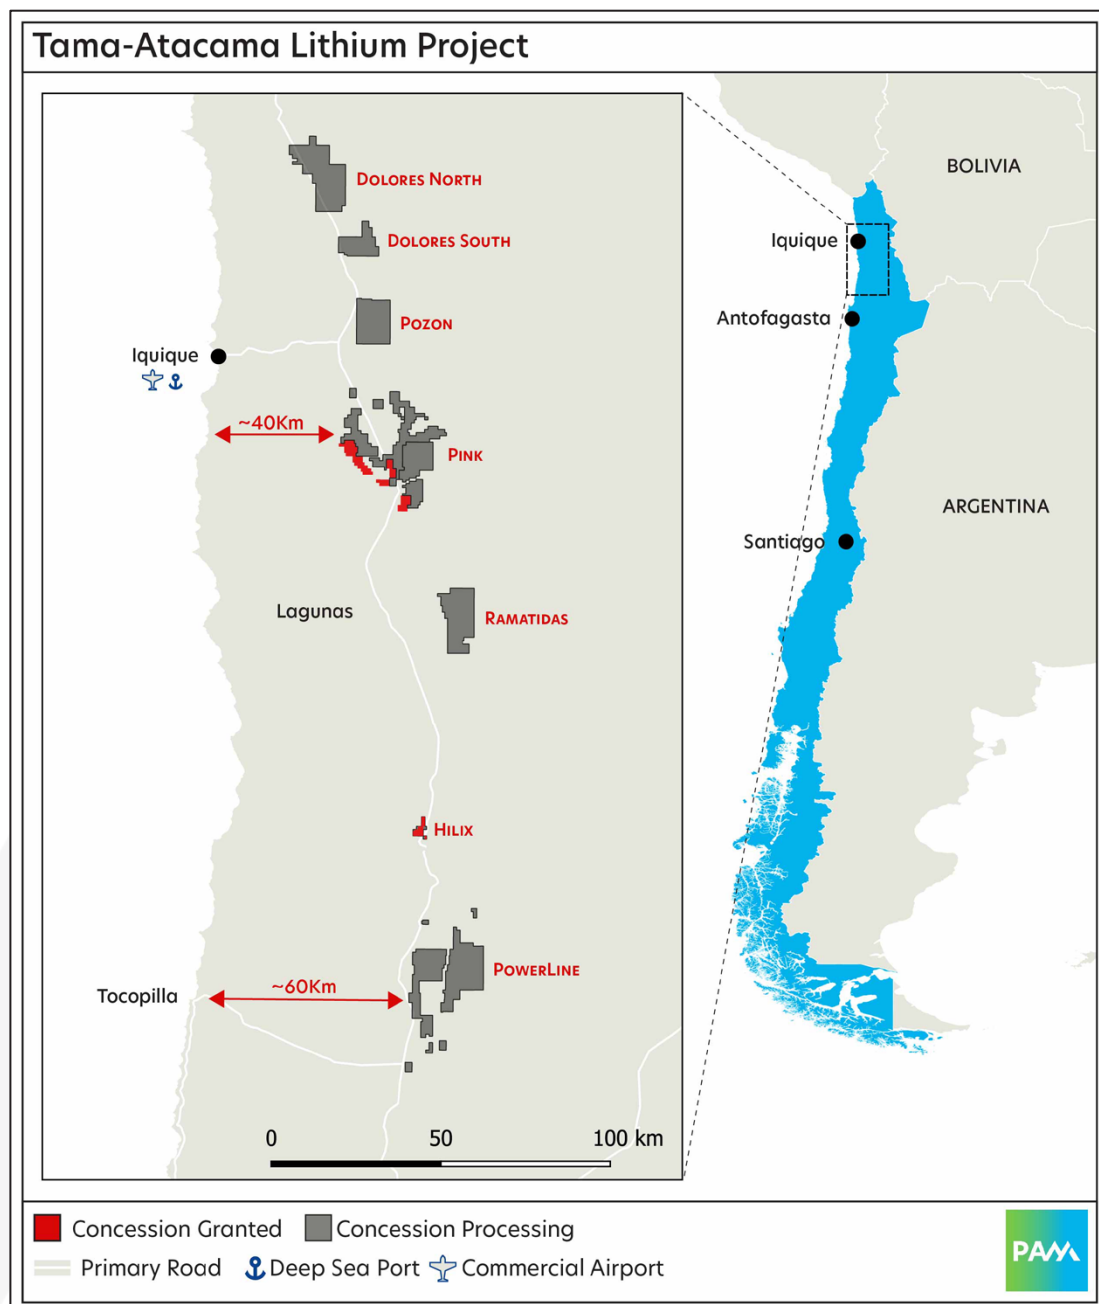 Tama-Atacama Lithium Project
DOLORES NORTH
DOLORES SOUTH
POZON
Iquique
~40Km
PINK
Lagunas
RAMATIDAS
HILIX
POWERLINE
Tocopilla
~60Km
0 50 100 km
BOLIVIA
Iquique
Antofagasta
ARGENTINA
Santiago
Concession Granted Concession Processing
Primary Road Deep Sea Port Commercial Airport
PAM